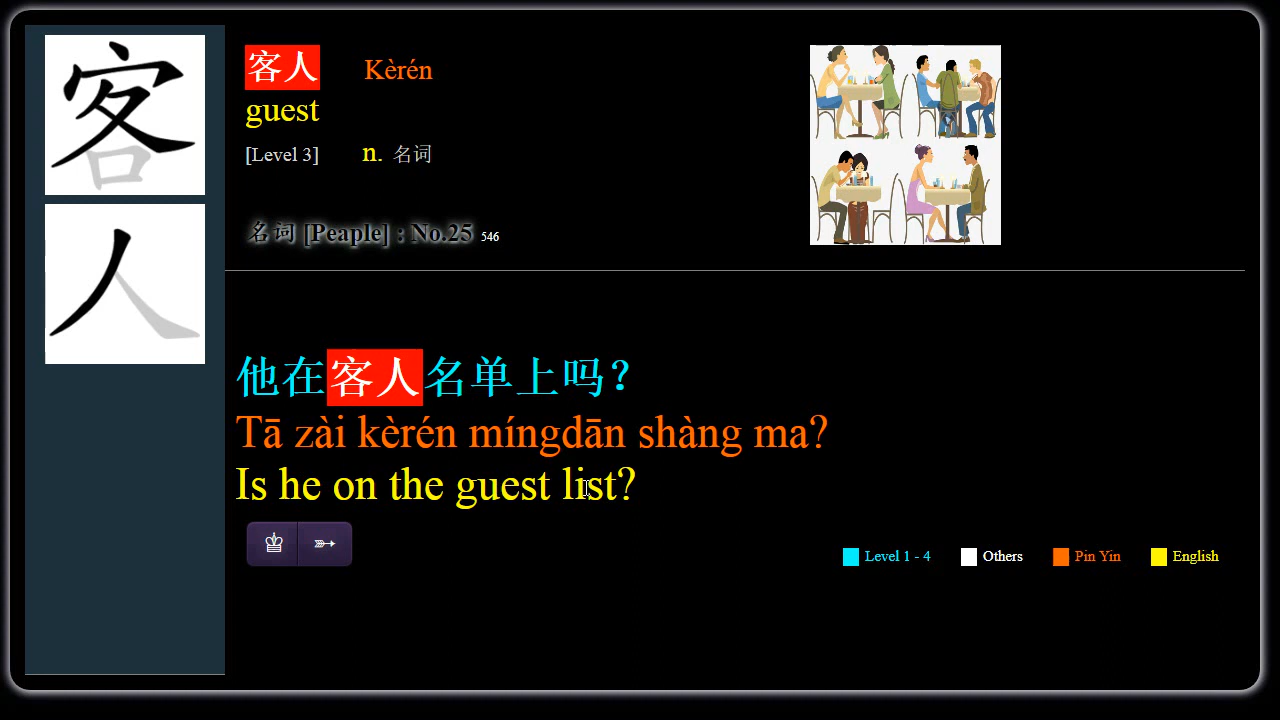 客人 Kèrén
guest
[Level 3] n. 名词
名词 [Peaple] : No.25 546
他在客人名单上吗？
Tā zài kèrén míngdān shàng ma?
Is he on the guest list?
Level 1 - 4 Others Pin Yin English
客
人